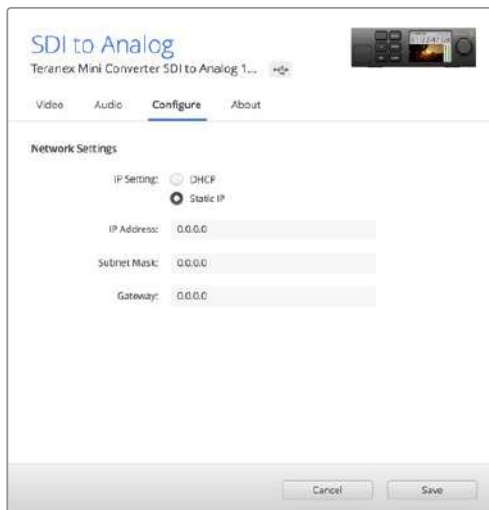 SDI to Analog
Teranex Mini Converter SDI to Analog 1...
Video Audio Configure About
Network Settings
IP Setting: DHCP
Static IP
IP Address: 0.0.0.0
Subnet Mask: 0.0.0.0
Gateway: 0.0.0.0
Cancel Save